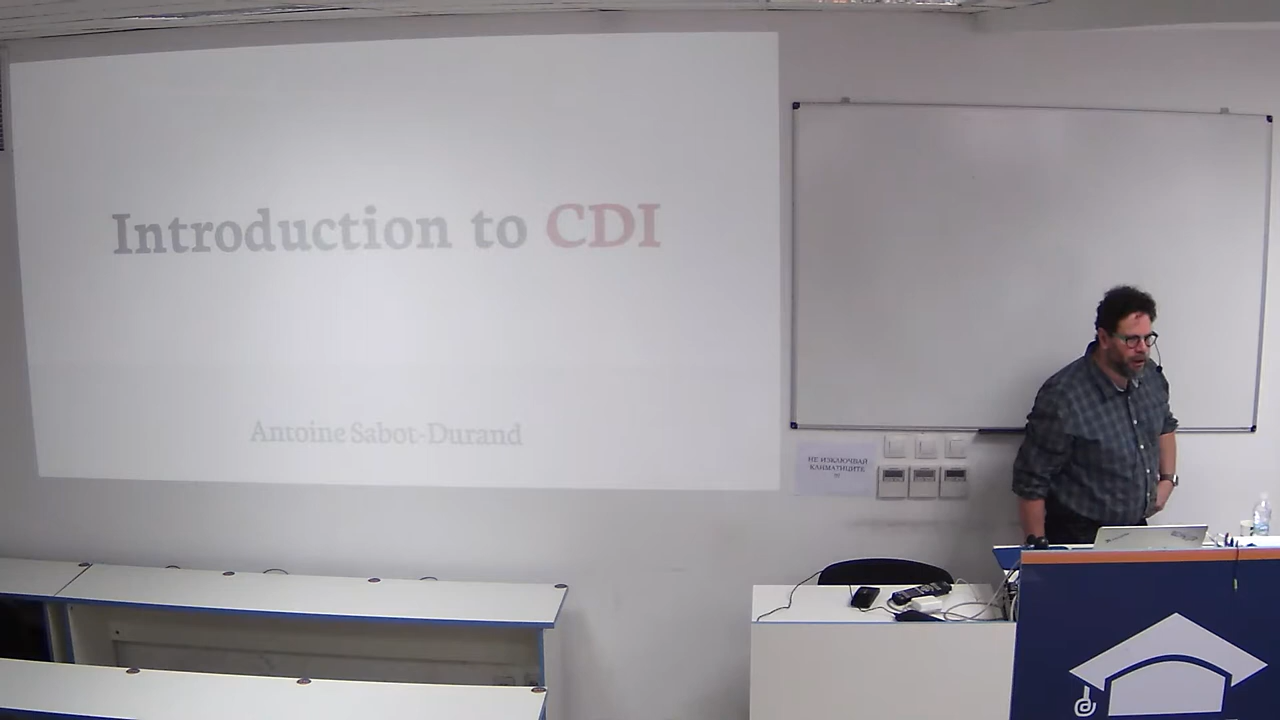 Introduction to CDI
Antoine Sabot-Durand
НЕ ИЗКЛЮЧВАЙ
КЛИМАТИЦИТЕ
!!!